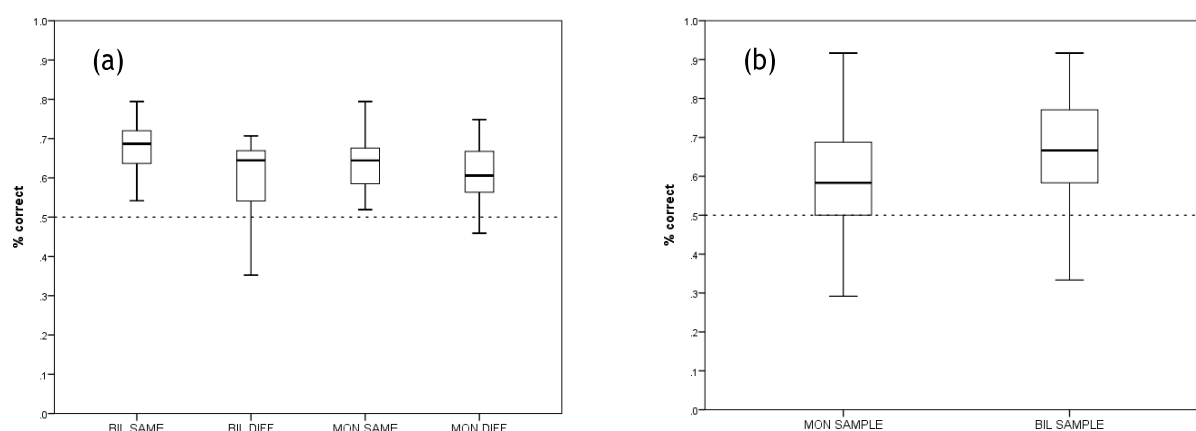 (a)
% correct
1.0
.9
.8
.7
.6
.5
.4
.3
.2
.1
.0
BIL SAME
BIL DIFF
MON SAME
MON DIFF
(b)
% correct
1.0
.9
.8
.7
.6
.5
.4
.3
.2
.1
.0
MON SAMPLE
BIL SAMPLE